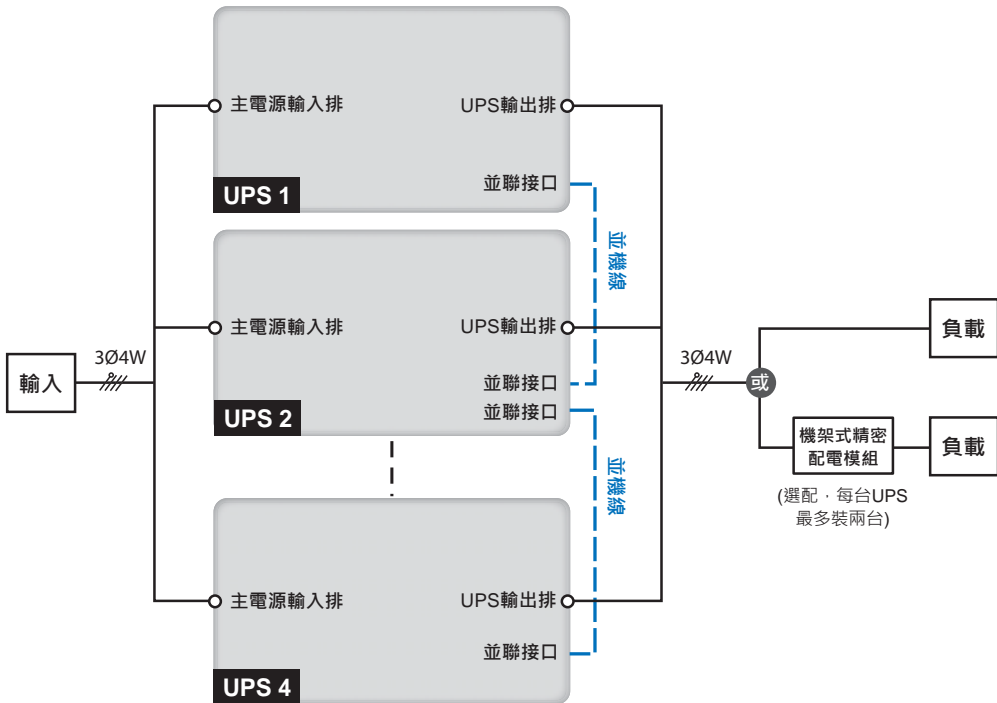 主電源輸入排
UPS輸出排
並聯接口
UPS 1
並機線
主電源輸入排
UPS輸出排
並聯接口
並聯接口
UPS 2
並機線
輸入
3Ø4W
3Ø4W
或
負載
機架式精密
配電模組
負載
(選配，每台UPS
最多裝兩台)
主電源輸入排
UPS輸出排
並聯接口
UPS 4